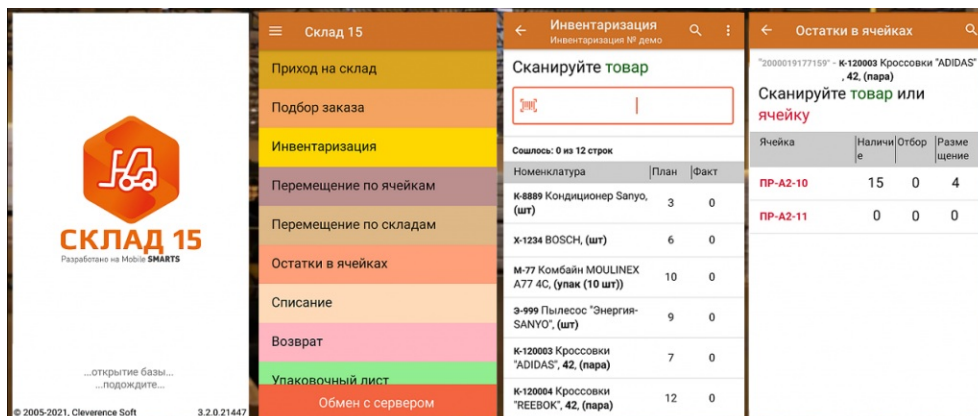 СКЛАД 15
Разработано на Mobile SMARTS
...открытие базы...
...подождите...
© 2005-2021, Cleverence Soft 3.2.0.21447
Склад 15
Приход на склад
Подбор заказа
Инвентаризация
Перемещение по ячейкам
Перемещение по складам
Остатки в ячейках
Списание
Возврат
Упаковочный лист
Обмен с сервером
Инвентаризация
Инвентаризация № демо
Сканируйте товар
Сошлось: 0 из 12 строк
Номенклатура План Факт
К-8889 Кондиционер Sanyo, 3 0
(шт)
Х-1234 BOSCH, (шт) 6 0
М-77 Комбайн MOULINEX 10 0
A77 4C, (упак (10 шт))
Э-999 Пылесос "Энергия- 9 0
SANYO", (шт)
К-120003 Кроссовки 7 0
"ADIDAS", 42, (пара)
К-120004 Кроссовки 12 0
"REEBOK", 42, (пара)
Остатки в ячейках
"2000019177159" - К-120003 Кроссовки "ADIDAS"
, 42, (пара)
Сканируйте товар или
ячейку
Ячейка Наличи Отбор Разме
е щение
ПР-А2-10 15 0 4
ПР-А2-11 0 0 0